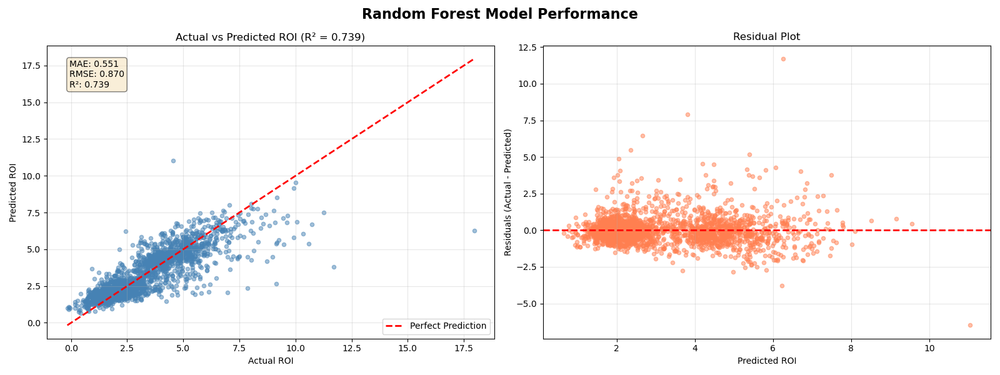 Random Forest Model Performance
Actual vs Predicted ROI (R² = 0.739)
MAE: 0.551
RMSE: 0.870
R²: 0.739
17.5
15.0
12.5
10.0
7.5
5.0
2.5
0.0
Predicted ROI
0.0 2.5 5.0 7.5 10.0 12.5 15.0 17.5
Actual ROI
Perfect Prediction
Residual Plot
12.5
10.0
7.5
5.0
2.5
0.0
−2.5
−5.0
Residuals (Actual - Predicted)
2 4 6 8 10
Predicted ROI